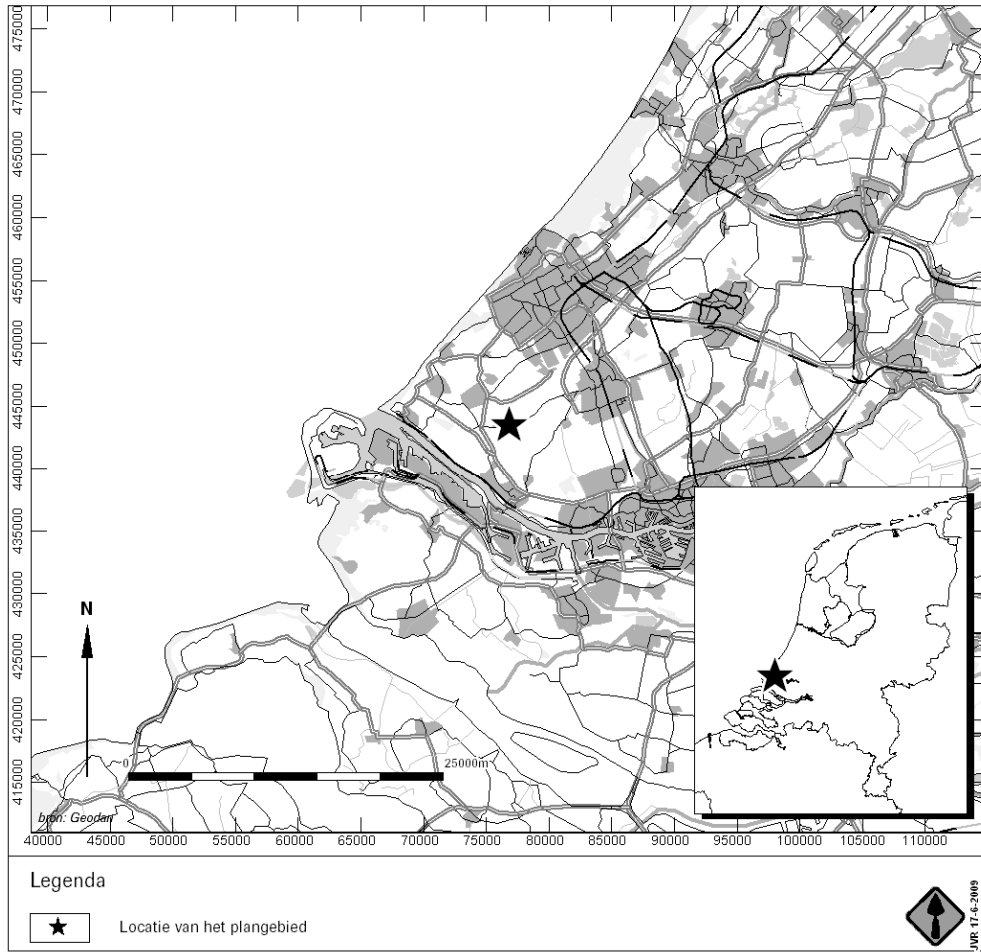 475000
470000
465000
460000
455000
450000
445000
440000
435000
430000
425000
420000
415000
N
0
25000m
bron: Geodan
40000 45000 50000 55000 60000 65000 70000 75000 80000 85000 90000 95000 100000 105000 110000
Legenda
Locatie van het plangebied
JVR 17-6-2009